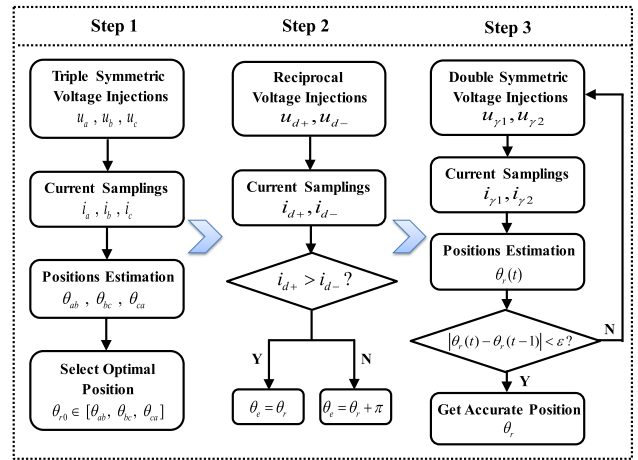 Step 1
Triple Symmetric
Voltage Injections
u_a , u_b , u_c
Current Samplings
i_a , i_b , i_c
Positions Estimation
θ_ab , θ_bc , θ_ca
Select Optimal
Position
θ_r0 ∈ [θ_ab, θ_bc, θ_ca]
Step 2
Reciprocal
Voltage Injections
u_d+, u_d−
Current Samplings
i_d+, i_d−
i_d+ > i_d− ?
Y
N
θ_e = θ_r
θ_e = θ_r + π
Step 3
Double Symmetric
Voltage Injections
u_γ1, u_γ2
Current Samplings
i_γ1, i_γ2
Positions Estimation
θ_r(t)
|θ_r(t) − θ_r(t−1)| < ε ?
N
Y
Get Accurate Position
θ_r